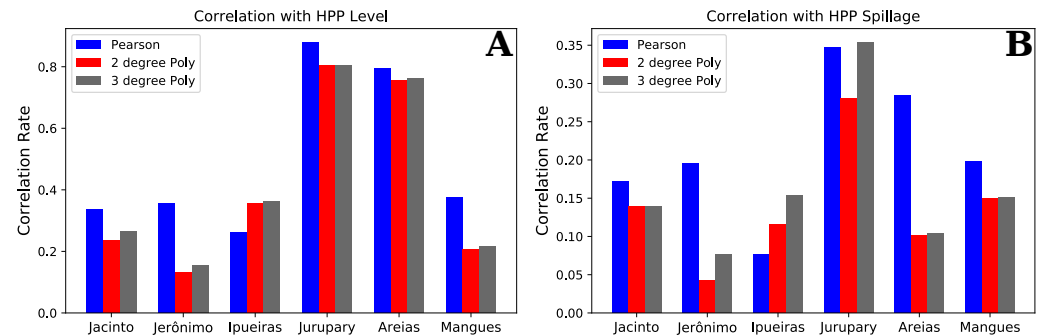 Correlation with HPP Level
A
Pearson
2 degree Poly
3 degree Poly
Correlation Rate
0.8
0.6
0.4
0.2
0.0
Jacinto Jerônimo Ipueiras Jurupary Areias Mangues
Correlation with HPP Spillage
B
Pearson
2 degree Poly
3 degree Poly
Correlation Rate
0.35
0.30
0.25
0.20
0.15
0.10
0.05
0.00
Jacinto Jerônimo Ipueiras Jurupary Areias Mangues